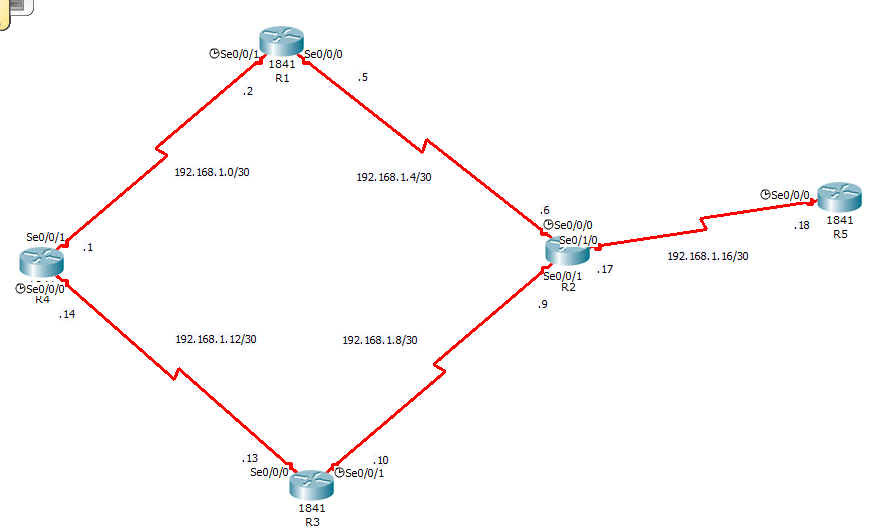 Se0/0/1
Se0/0/0
1841
R1
.2
.5
192.168.1.0/30
192.168.1.4/30
Se0/0/0
1841
R5
.6
Se0/0/0
.18
Se0/1/0
Se0/0/1
.1
192.168.1.16/30
.17
Se0/0/1
R2
Se0/0/0
R4
.9
.14
192.168.1.12/30
192.168.1.8/30
.13
.10
Se0/0/0
Se0/0/1
1841
R3